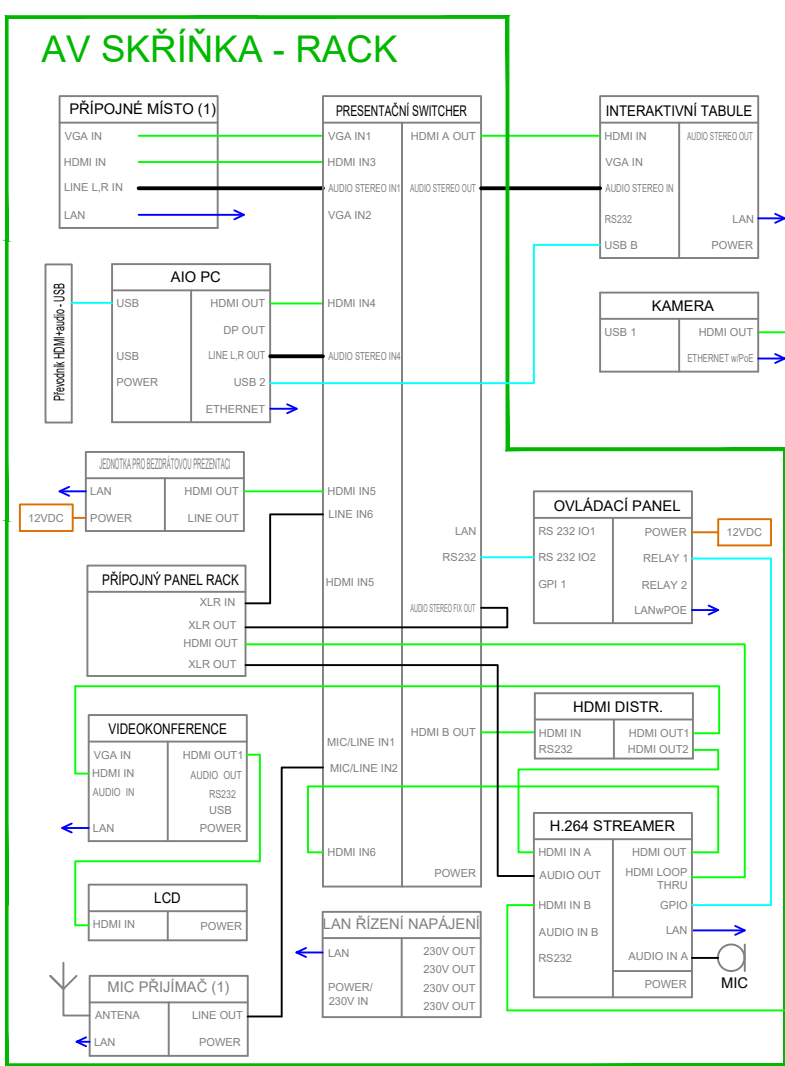 AV SKŘÍŇKA - RACK
PŘÍPOJNÉ MÍSTO (1)
VGA IN
HDMI IN
LINE L,R IN
LAN
PRESENTAČNÍ SWITCHER
VGA IN1
HDMI A OUT
HDMI IN3
AUDIO STEREO IN1
AUDIO STEREO OUT
VGA IN2
HDMI IN4
AUDIO STEREO IN4
HDMI IN5
LINE IN6
LAN
RS232
HDMI IN5
AUDIO STEREO FIX OUT
HDMI B OUT
MIC/LINE IN1
MIC/LINE IN2
HDMI IN6
POWER
INTERAKTIVNÍ TABULE
HDMI IN
AUDIO STEREO OUT
VGA IN
AUDIO STEREO IN
RS232
LAN
USB B
POWER
Převodník HDMI+audio - USB
AIO PC
USB
HDMI OUT
DP OUT
USB
LINE L,R OUT
POWER
USB 2
ETHERNET
KAMERA
USB 1
HDMI OUT
ETHERNET w/PoE
JEDNOTKA PRO BEZDRÁTOVOU PREZENTACI
LAN
HDMI OUT
12VDC
POWER
LINE OUT
OVLÁDACÍ PANEL
RS 232 IO1
POWER
12VDC
RS 232 IO2
RELAY 1
GPI 1
RELAY 2
LANwPOE
PŘÍPOJNÝ PANEL RACK
XLR IN
XLR OUT
HDMI OUT
XLR OUT
HDMI DISTR.
HDMI IN
HDMI OUT1
RS232
HDMI OUT2
VIDEOKONFERENCE
VGA IN
HDMI OUT1
HDMI IN
AUDIO OUT
AUDIO IN
RS232
USB
LAN
POWER
H.264 STREAMER
HDMI IN A
HDMI OUT
AUDIO OUT
HDMI LOOP
THRU
HDMI IN B
GPIO
AUDIO IN B
LAN
RS232
AUDIO IN A
POWER
MIC
LCD
HDMI IN
POWER
LAN ŘÍZENÍ NAPÁJENÍ
LAN
230V OUT
230V OUT
POWER/
230V IN
230V OUT
230V OUT
MIC PŘIJÍMAČ (1)
ANTENA
LINE OUT
LAN
POWER